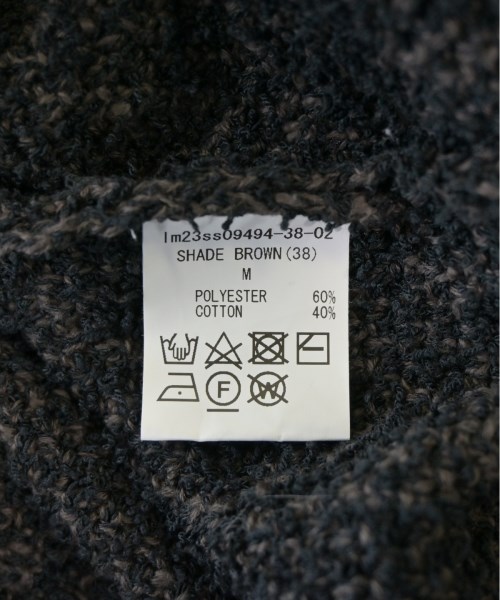 lm23ss09494-38-02
SHADE BROWN(38)
M
POLYESTER 60%
COTTON 40%
F
W